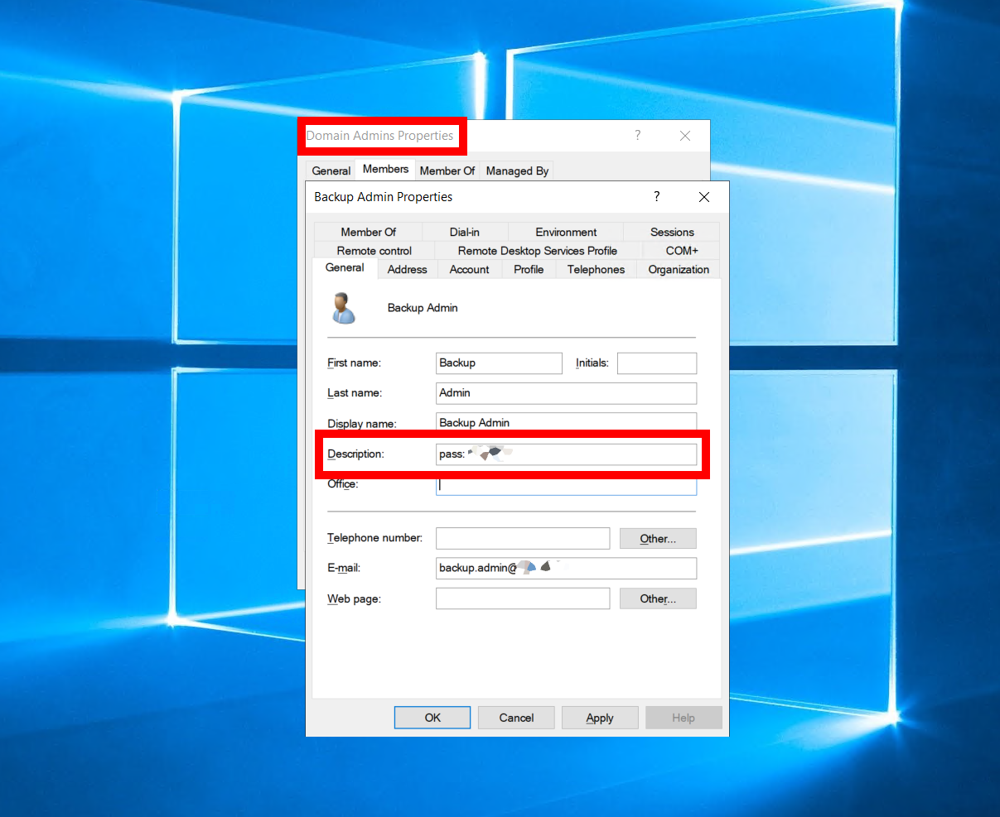 Domain Admins Properties ?
General Members Member Of Managed By
Backup Admin Properties ?
Member Of Dial-in Environment Sessions
Remote control Remote Desktop Services Profile COM+
General Address Account Profile Telephones Organization
Backup Admin
First name: Backup Initials:
Last name: Admin
Display name: Backup Admin
Description: pass:
Office:
Telephone number: Other...
E-mail: backup.admin@
Web page: Other...
OK Cancel Apply Help